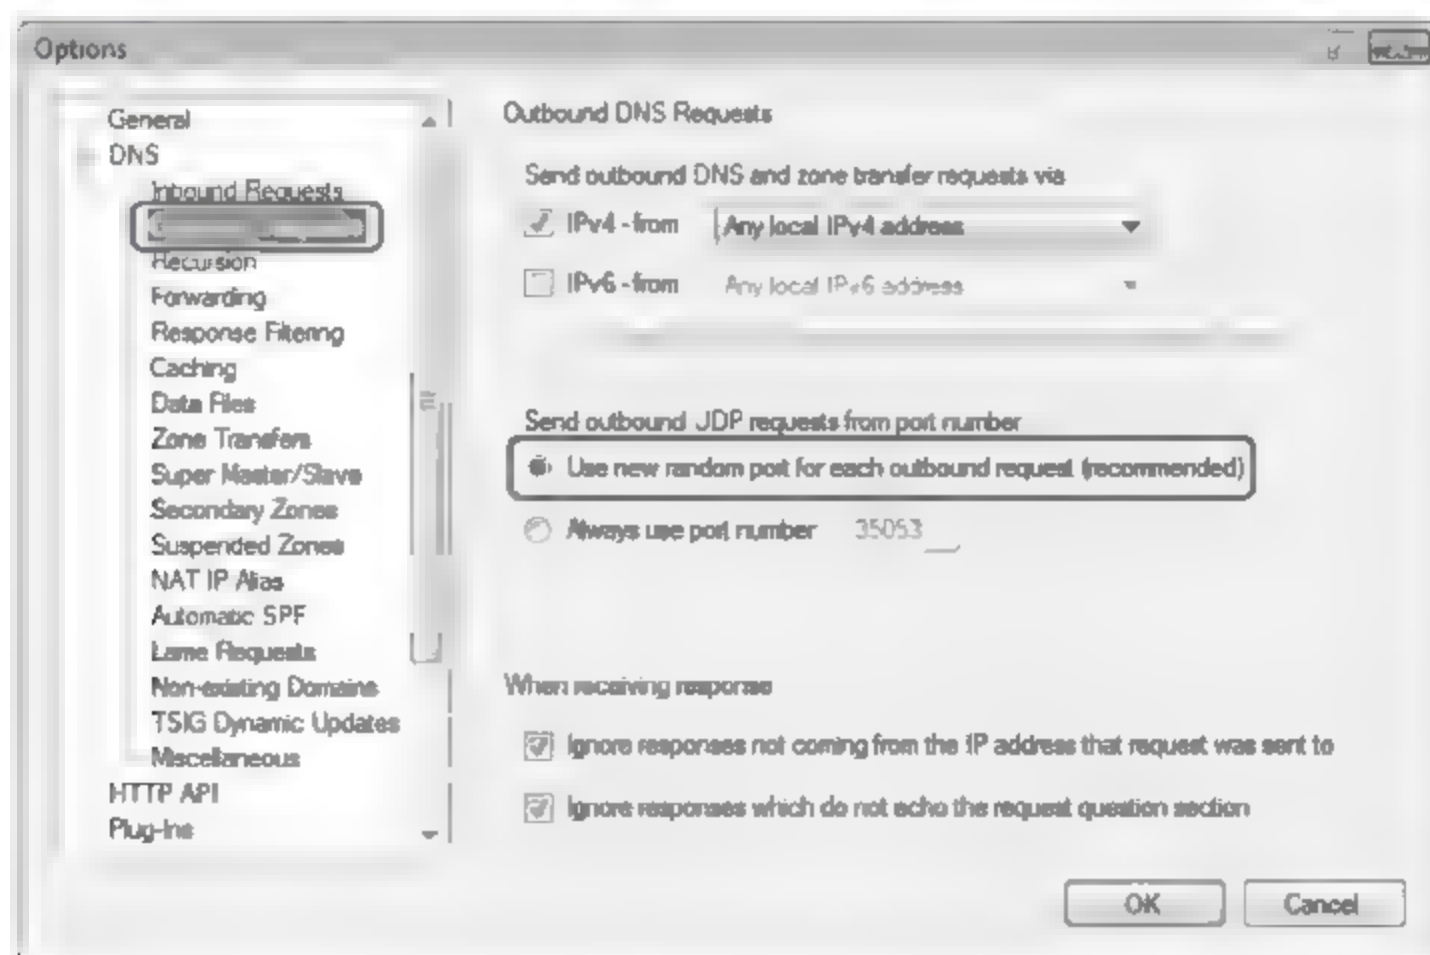 Options
General
DNS
Inbound Requests
Recursion
Forwarding
Response Filtering
Caching
Data Files
Zone Transfers
Super Master/Slave
Secondary Zones
Suspended Zones
NAT IP Alias
Automatic SPF
Lame Requests
Non-existing Domains
TSIG Dynamic Updates
Miscellaneous
HTTP API
Plug-Ins
Outbound DNS Requests
Send outbound DNS and zone transfer requests via
IPv4 - from Any local IPv4 address
IPv6 - from Any local IPv6 address
Send outbound UDP requests from port number
Use new random port for each outbound request (recommended)
Always use port number 35053
When receiving response
Ignore responses not coming from the IP address that request was sent to
Ignore responses which do not echo the request question section
OK Cancel